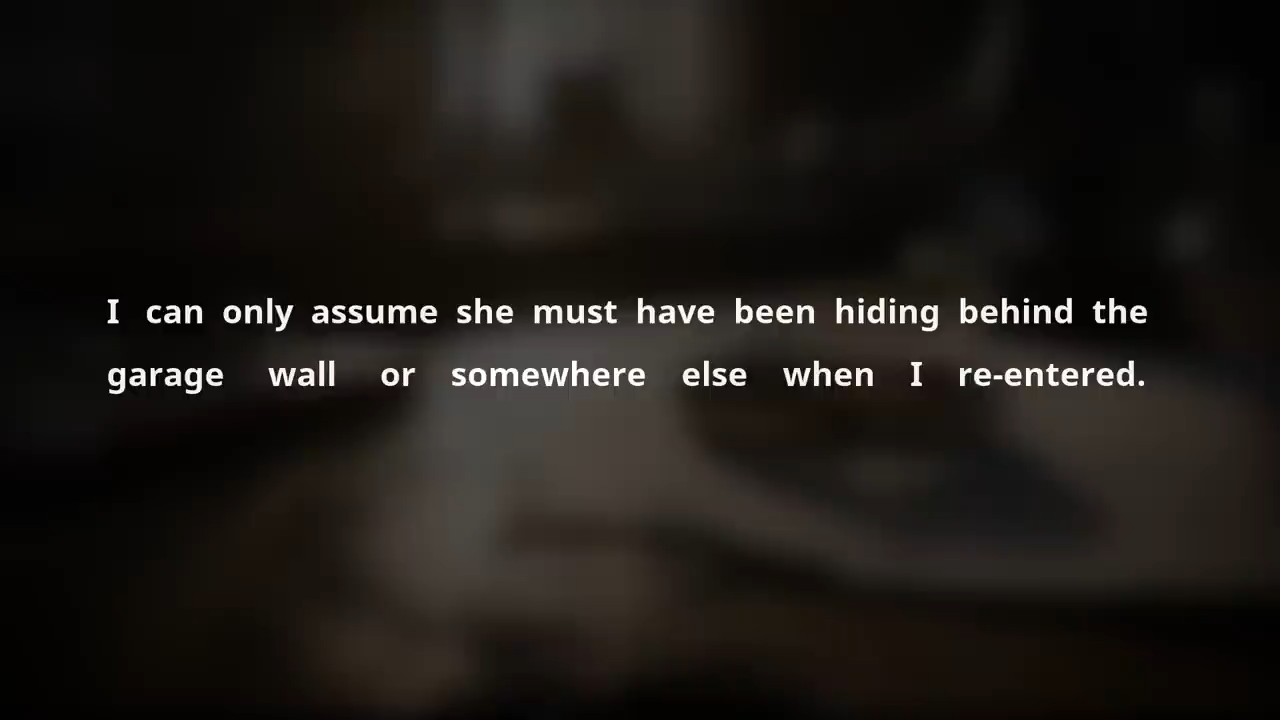 I can only assume she must have been hiding behind the
garage wall or somewhere else when I re-entered.